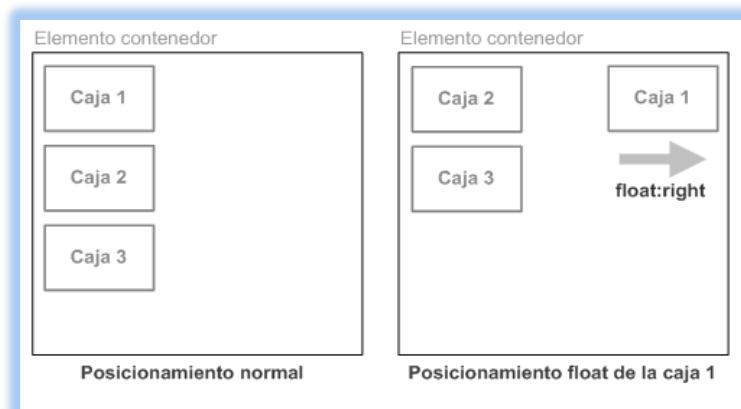 Elemento contenedor
Caja 1
Caja 2
Caja 3
Posicionamiento normal
Elemento contenedor
Caja 2
Caja 1
Caja 3
float:right
Posicionamiento float de la caja 1